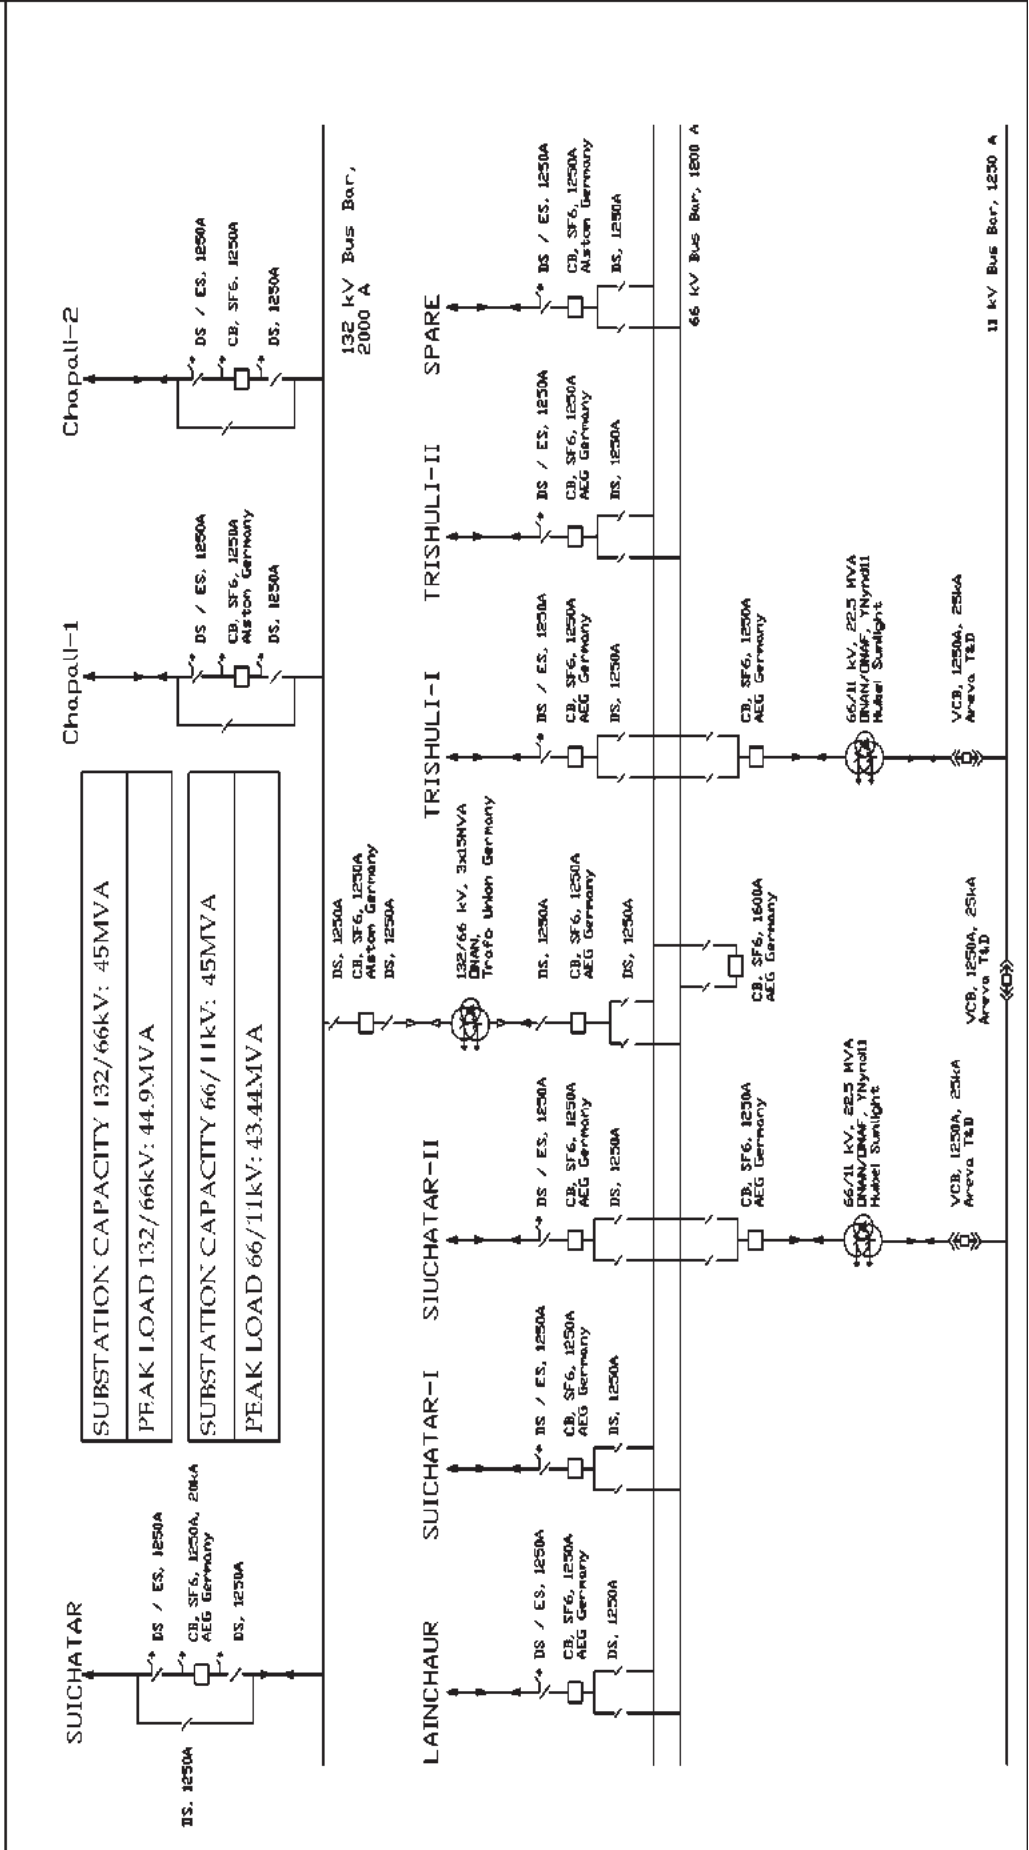 SUICHATAR
DS / ES, 1250A
CB, SF6, 1250A, 20kA
AEG Germany
DS, 1250A
DS, 1250A
SUBSTATION CAPACITY 132/66kV: 45MVA
PEAK LOAD 132/66kV: 44.9MVA
SUBSTATION CAPACITY 66/11kV: 45MVA
PEAK LOAD 66/11kV: 43.44MVA
Chapali-1
DS / ES, 1250A
CB, SF6, 1250A
Alston Germany
DS, 1250A
Chapali-2
DS / ES, 1250A
CB, SF6, 1250A
DS, 1250A
132 kV Bus Bar,
2000 A
DS, 1250A
CB, SF6, 1250A
Alston Germany
DS, 1250A
132/66 kV, 3x15MVA
ONAN,
Trafo Union Germany
DS, 1250A
CB, SF6, 1250A
AEG Germany
DS, 1250A
LAINCHAUR
DS / ES, 1250A
CB, SF6, 1250A
AEG Germany
DS, 1250A
SUICHATAR-I
DS / ES, 1250A
CB, SF6, 1250A
AEG Germany
DS, 1250A
SIUCHATAR-II
DS / ES, 1250A
CB, SF6, 1250A
AEG Germany
DS, 1250A
TRISHULI-I
DS / ES, 1250A
CB, SF6, 1250A
AEG Germany
DS, 1250A
TRISHULI-II
DS / ES, 1250A
CB, SF6, 1250A
AEG Germany
DS, 1250A
SPARE
DS / ES, 1250A
CB, SF6, 1250A
Alstom Germany
DS, 1250A
66 kV Bus Bar, 1200 A
CB, SF6, 1250A
AEG Germany
CB, SF6, 1600A
AEG Germany
CB, SF6, 1250A
AEG Germany
66/11 kV, 22.5 MVA
ONAN/ONAF, YNynd11
Hubei Sunlight
66/11 kV, 22.5 MVA
ONAN/ONAF, YNynd11
Hubei Sunlight
VCB, 1250A, 25kA
Areva T&D
VCB, 1250A, 25kA
Areva T&D
VCB, 1250A, 25kA
Areva T&D
11 kV Bus Bar, 1250 A